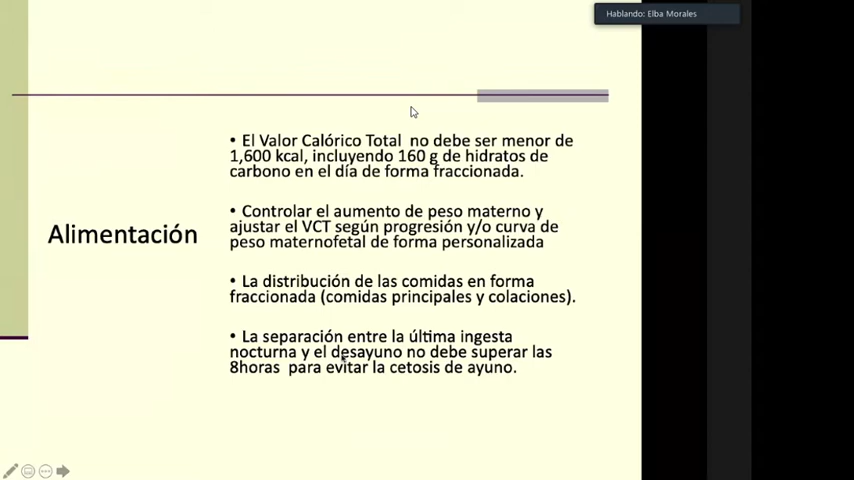 Hablando: Elba Morales
• El Valor Calórico Total no debe ser menor de
1,600 kcal, incluyendo 160 g de hidratos de
carbono en el día de forma fraccionada.
• Controlar el aumento de peso materno y
ajustar el VCT según progresión y/o curva de
peso maternofetal de forma personalizada
Alimentación
• La distribución de las comidas en forma
fraccionada (comidas principales y colaciones).
• La separación entre la última ingesta
nocturna y el desayuno no debe superar las
8horas para evitar la cetosis de ayuno.